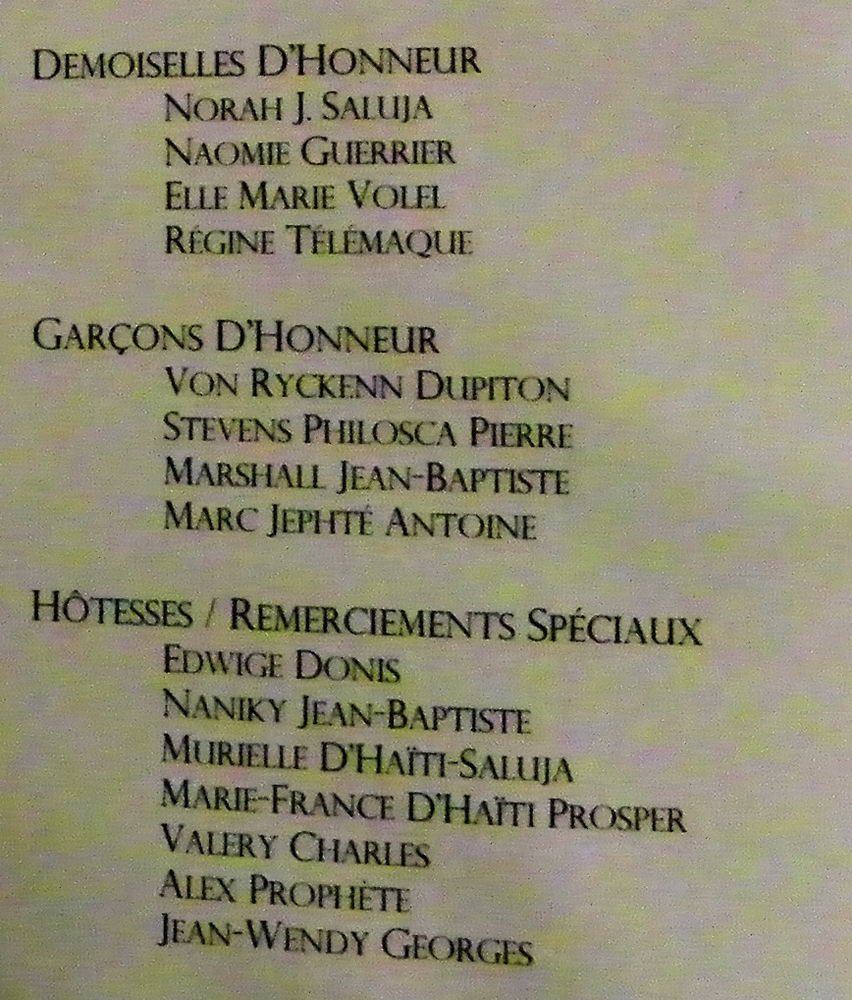 DEMOISELLES D'HONNEUR
NORAH J. SALUJA
NAOMIE GUERRIER
ELLE MARIE VOLEL
RÉGINE TÉLÉMAQUE
GARÇONS D'HONNEUR
VON RYCKENN DUPITON
STEVENS PHILOSCA PIERRE
MARSHALL JEAN-BAPTISTE
MARC JEPHTÉ ANTOINE
HÔTESSES / REMERCIEMENTS SPÉCIAUX
EDWIGE DONIS
NANIKY JEAN-BAPTISTE
MURIELLE D'HAÏTI-SALUJA
MARIE-FRANCE D'HAÏTI PROSPER
VALERY CHARLES
ALEX PROPHÈTE
JEAN-WENDY GEORGES